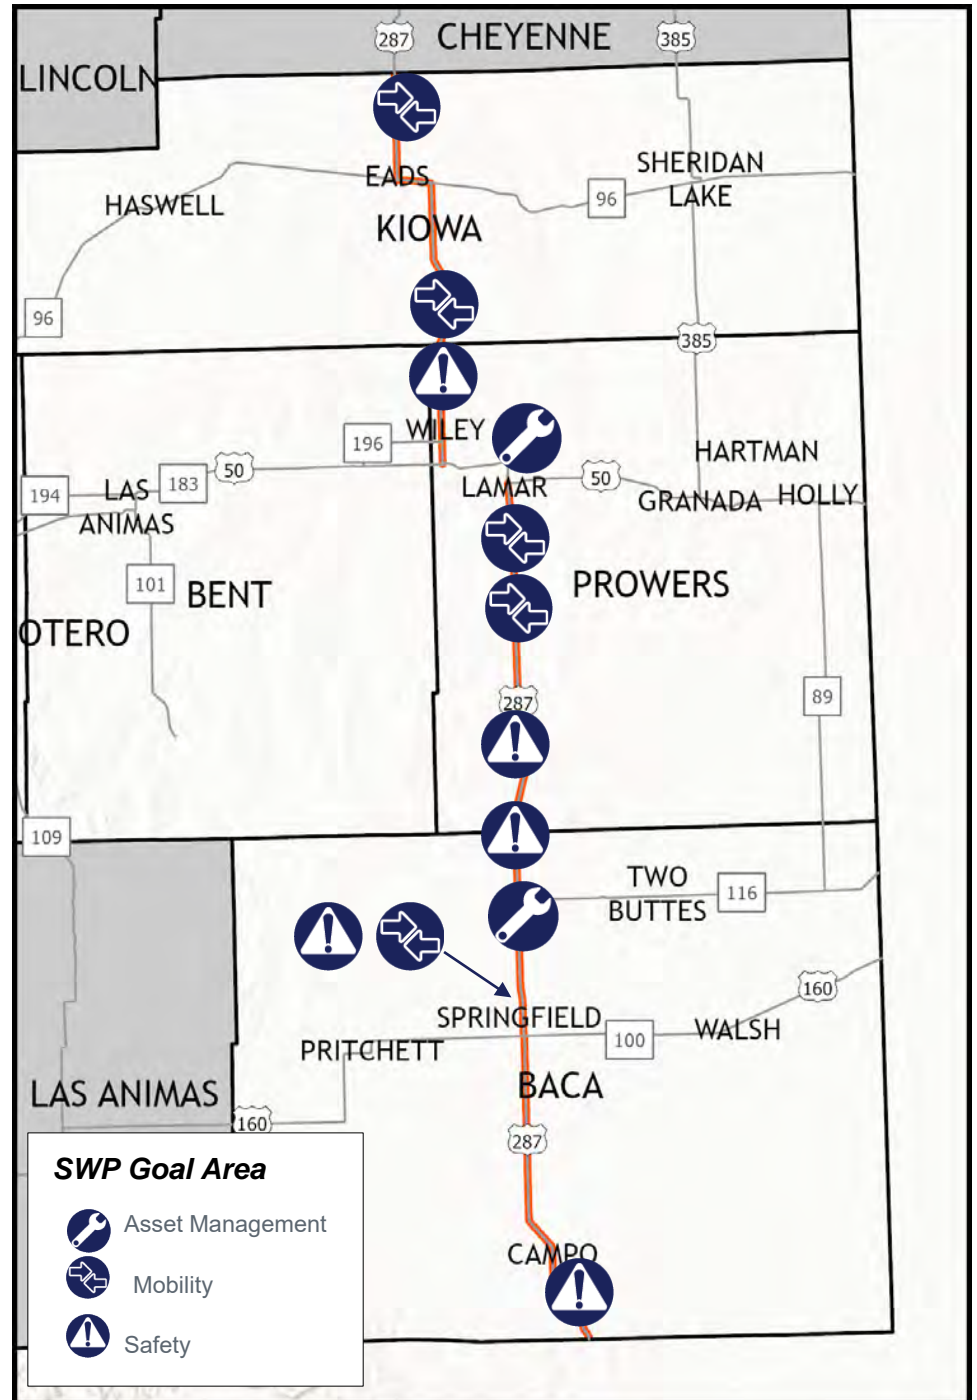 287
CHEYENNE
385
LINCOLN
EADS
SHERIDAN
LAKE
HASWELL
96
KIOWA
96
385
WILEY
196
HARTMAN
50
183
194
LAS
ANIMAS
LAMAR
50
GRANADA
HOLLY
101
BENT
PROWERS
OTERO
287
89
109
TWO
BUTTES
116
160
SPRINGFIELD
100
WALSH
PRITCHETT
BACA
LAS ANIMAS
160
287
SWP Goal Area
Asset Management
Mobility
Safety
CAMPO